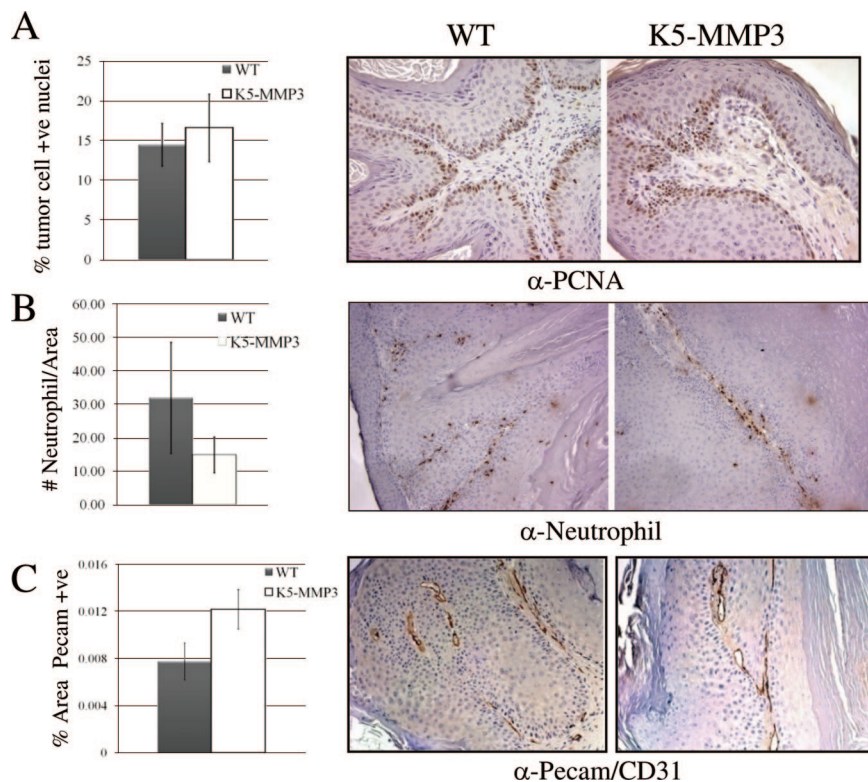 A
WT
K5-MMP3
WT
K5-MMP3
% tumor cell +ve nuclei
25
20
15
10
5
0
α-PCNA
B
WT
K5-MMP3
# Neutrophil/Area
60.00
50.00
40.00
30.00
20.00
10.00
0.00
α-Neutrophil
C
WT
K5-MMP3
% Area Pecam +ve
0.016
0.012
0.008
0.004
0
α-Pecam/CD31